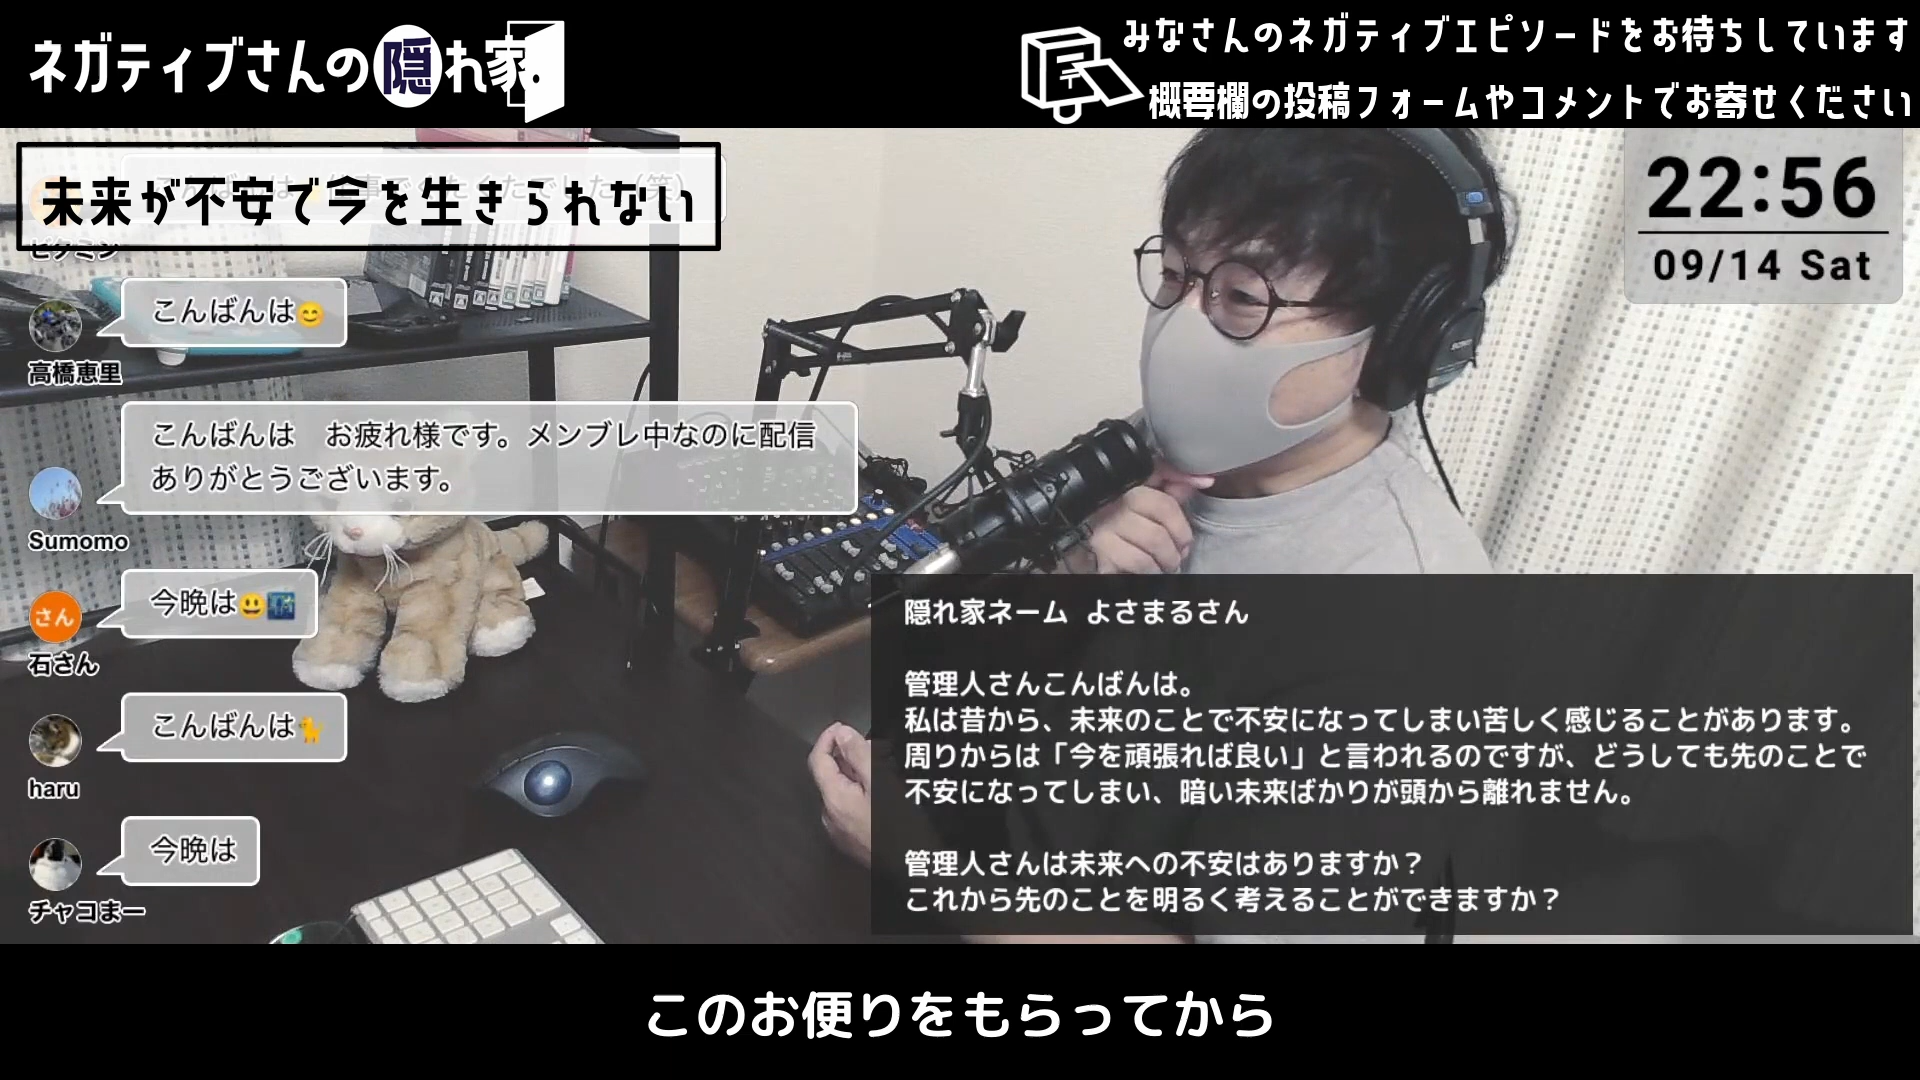 ネガティブさんの隠れ家
みなさんのネガティブエピソードをお待ちしています
概要欄の投稿フォームやコメントでお寄せください
未来が不安で今を生きられない
22:56
09/14 Sat
こんばんは😊
高橋恵里
こんばんは　お疲れ様です。メンブレ中なのに配信
ありがとうございます。
Sumomo
今晩は😃🌃
さん
石さん
こんばんは🐈
haru
今晩は
チャコまー
隠れ家ネーム よさまるさん
管理人さんこんばんは。
私は昔から、未来のことで不安になってしまい苦しく感じることがあります。
周りからは「今を頑張れば良い」と言われるのですが、どうしても先のことで
不安になってしまい、暗い未来ばかりが頭から離れません。
管理人さんは未来への不安はありますか？
これから先のことを明るく考えることができますか？
このお便りをもらってから